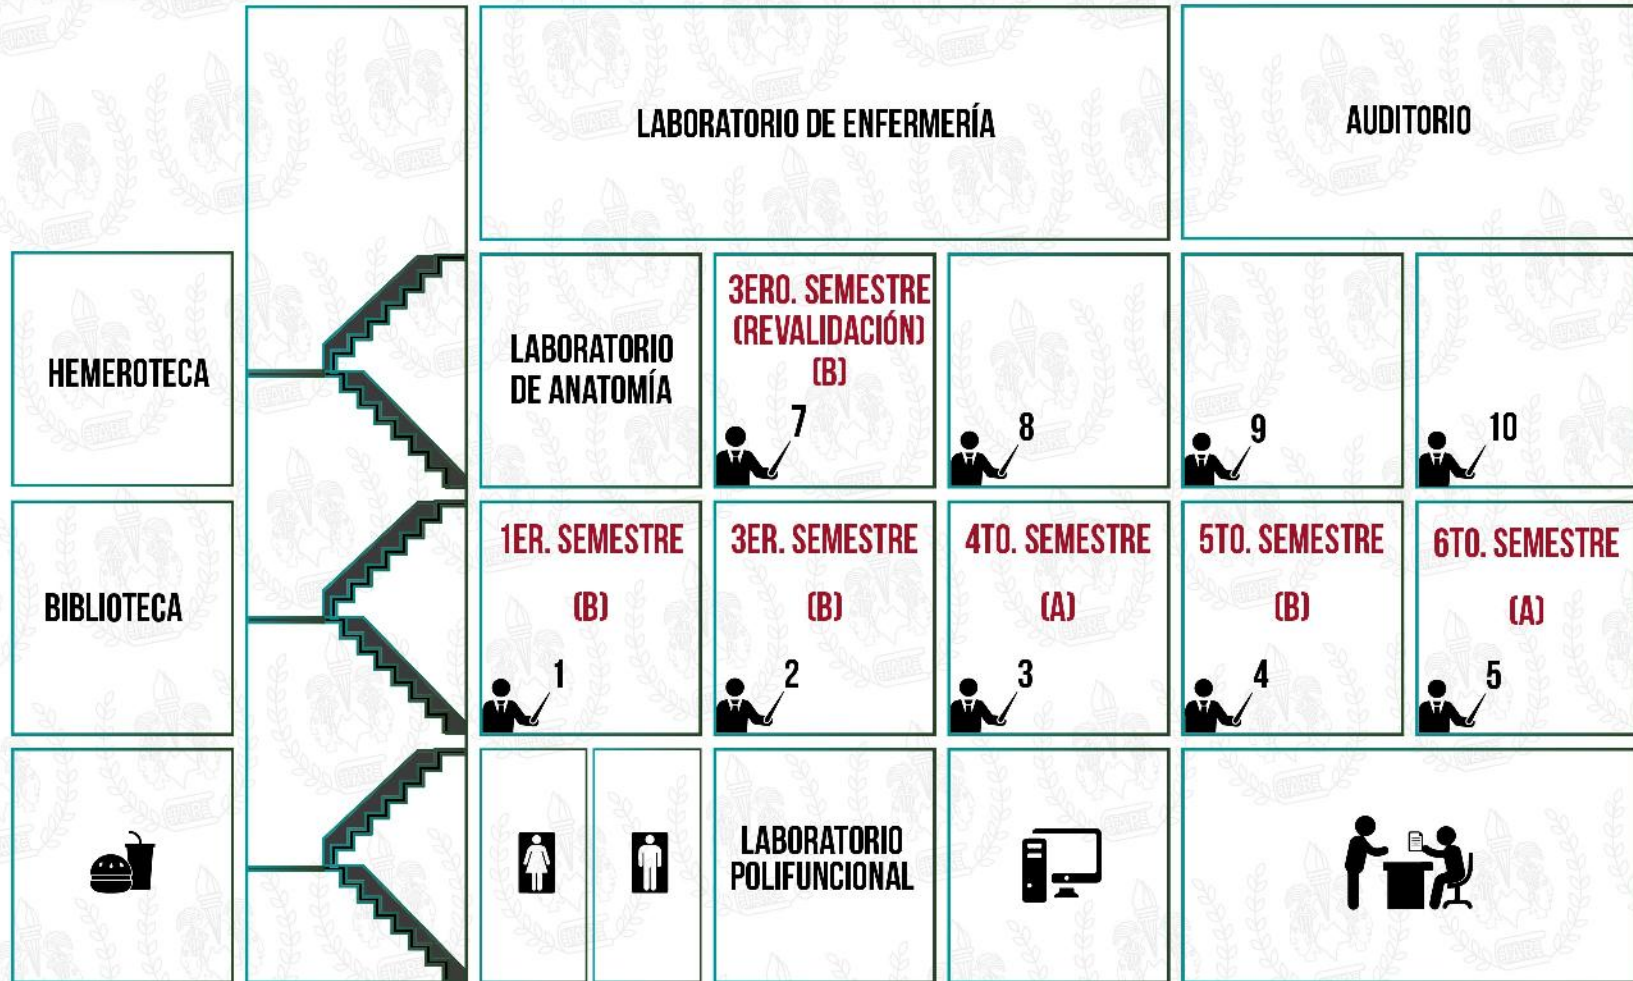 LABORATORIO DE ENFERMERÍA
AUDITORIO
HEMEROTECA
LABORATORIO
DE ANATOMÍA
3ERO. SEMESTRE
(REVALIDACIÓN)
(B)
7
8
9
10
BIBLIOTECA
1ER. SEMESTRE
(B)
1
3ER. SEMESTRE
(B)
2
4TO. SEMESTRE
(A)
3
5TO. SEMESTRE
(B)
4
6TO. SEMESTRE
(A)
5
LABORATORIO
POLIFUNCIONAL